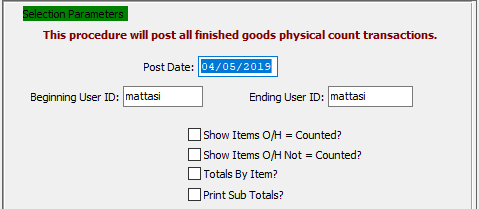 Selection Parameters
This procedure will post all finished goods physical count transactions.
Post Date: 04/05/2019
Beginning User ID: mattasi Ending User ID: mattasi
Show Items O/H = Counted?
Show Items O/H Not = Counted?
Totals By Item?
Print Sub Totals?